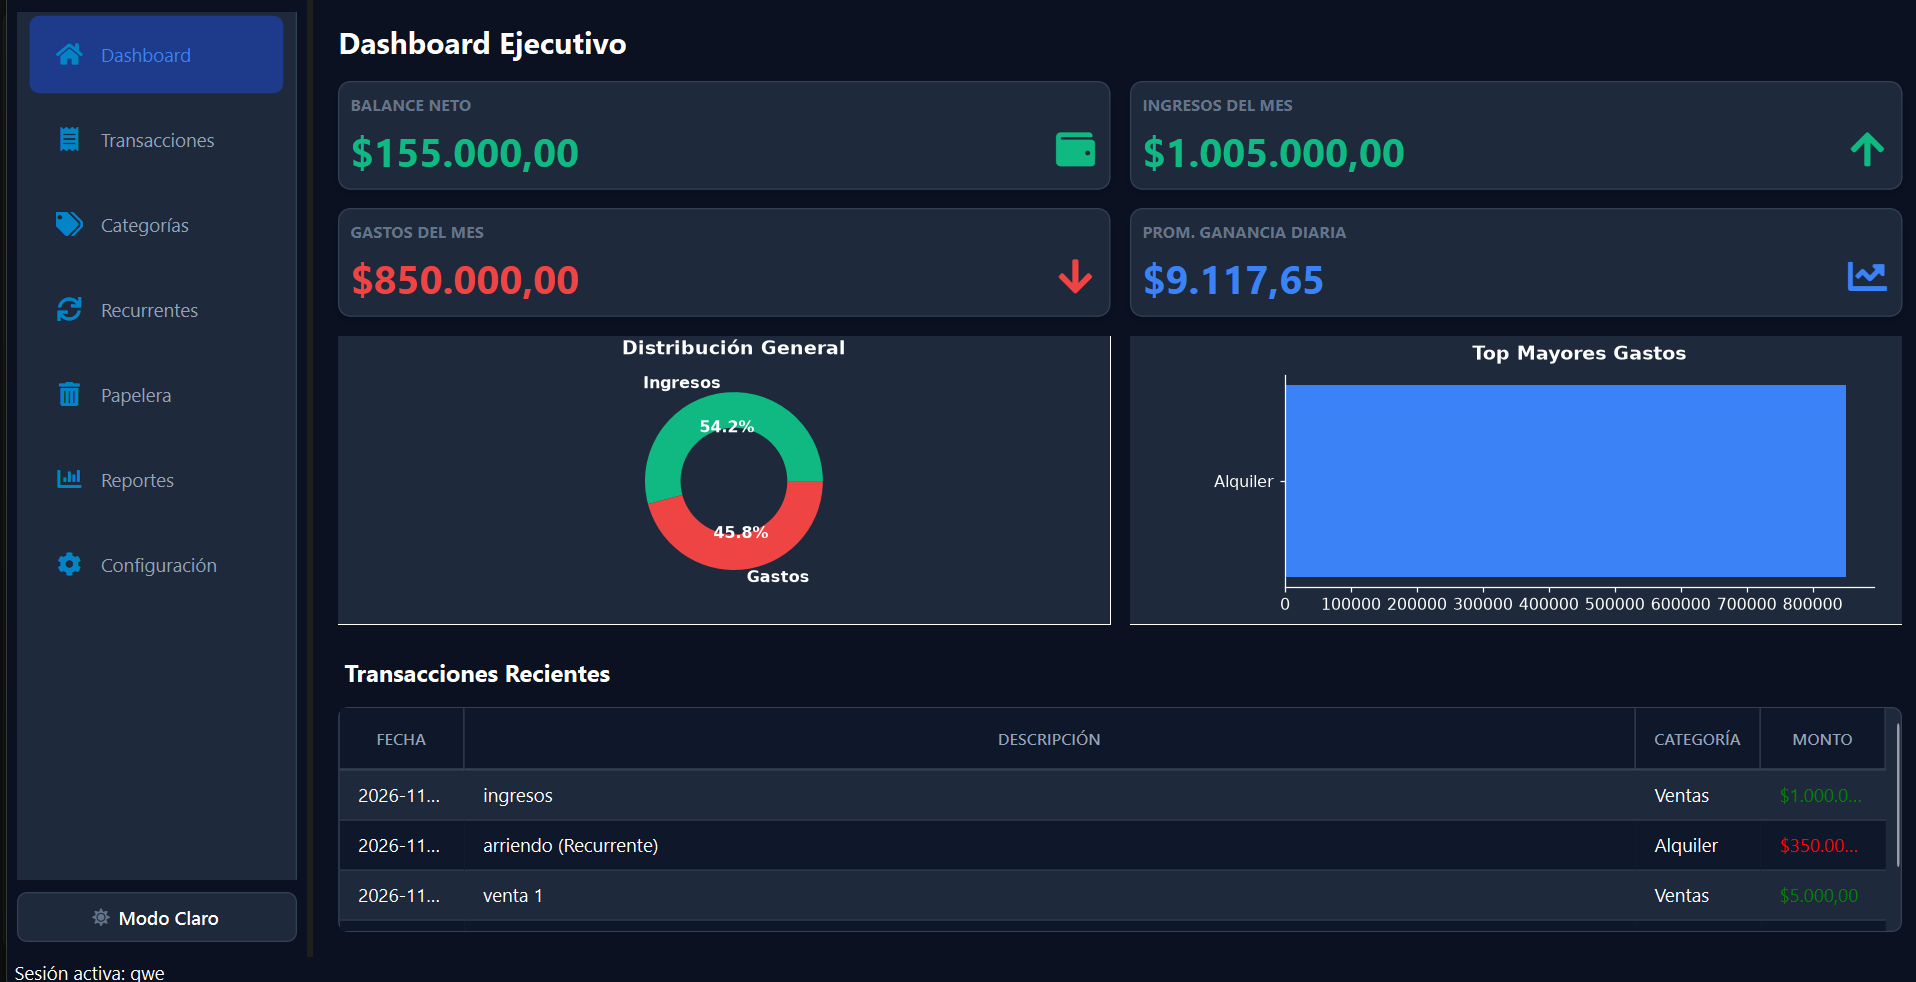 Dashboard
Transacciones
Categorías
Recurrentes
Papelera
Reportes
Configuración
Modo Claro
Sesión activa: qwe
Dashboard Ejecutivo
BALANCE NETO
$155.000,00
INGRESOS DEL MES
$1.005.000,00
GASTOS DEL MES
$850.000,00
PROM. GANANCIA DIARIA
$9.117,65
Distribución General
Ingresos
54.2%
45.8%
Gastos
Top Mayores Gastos
Alquiler
0 100000 200000 300000 400000 500000 600000 700000 800000
Transacciones Recientes
FECHA DESCRIPCIÓN CATEGORÍA MONTO
2026-11... ingresos Ventas $1.000.0...
2026-11... arriendo (Recurrente) Alquiler $350.00...
2026-11... venta 1 Ventas $5.000,00